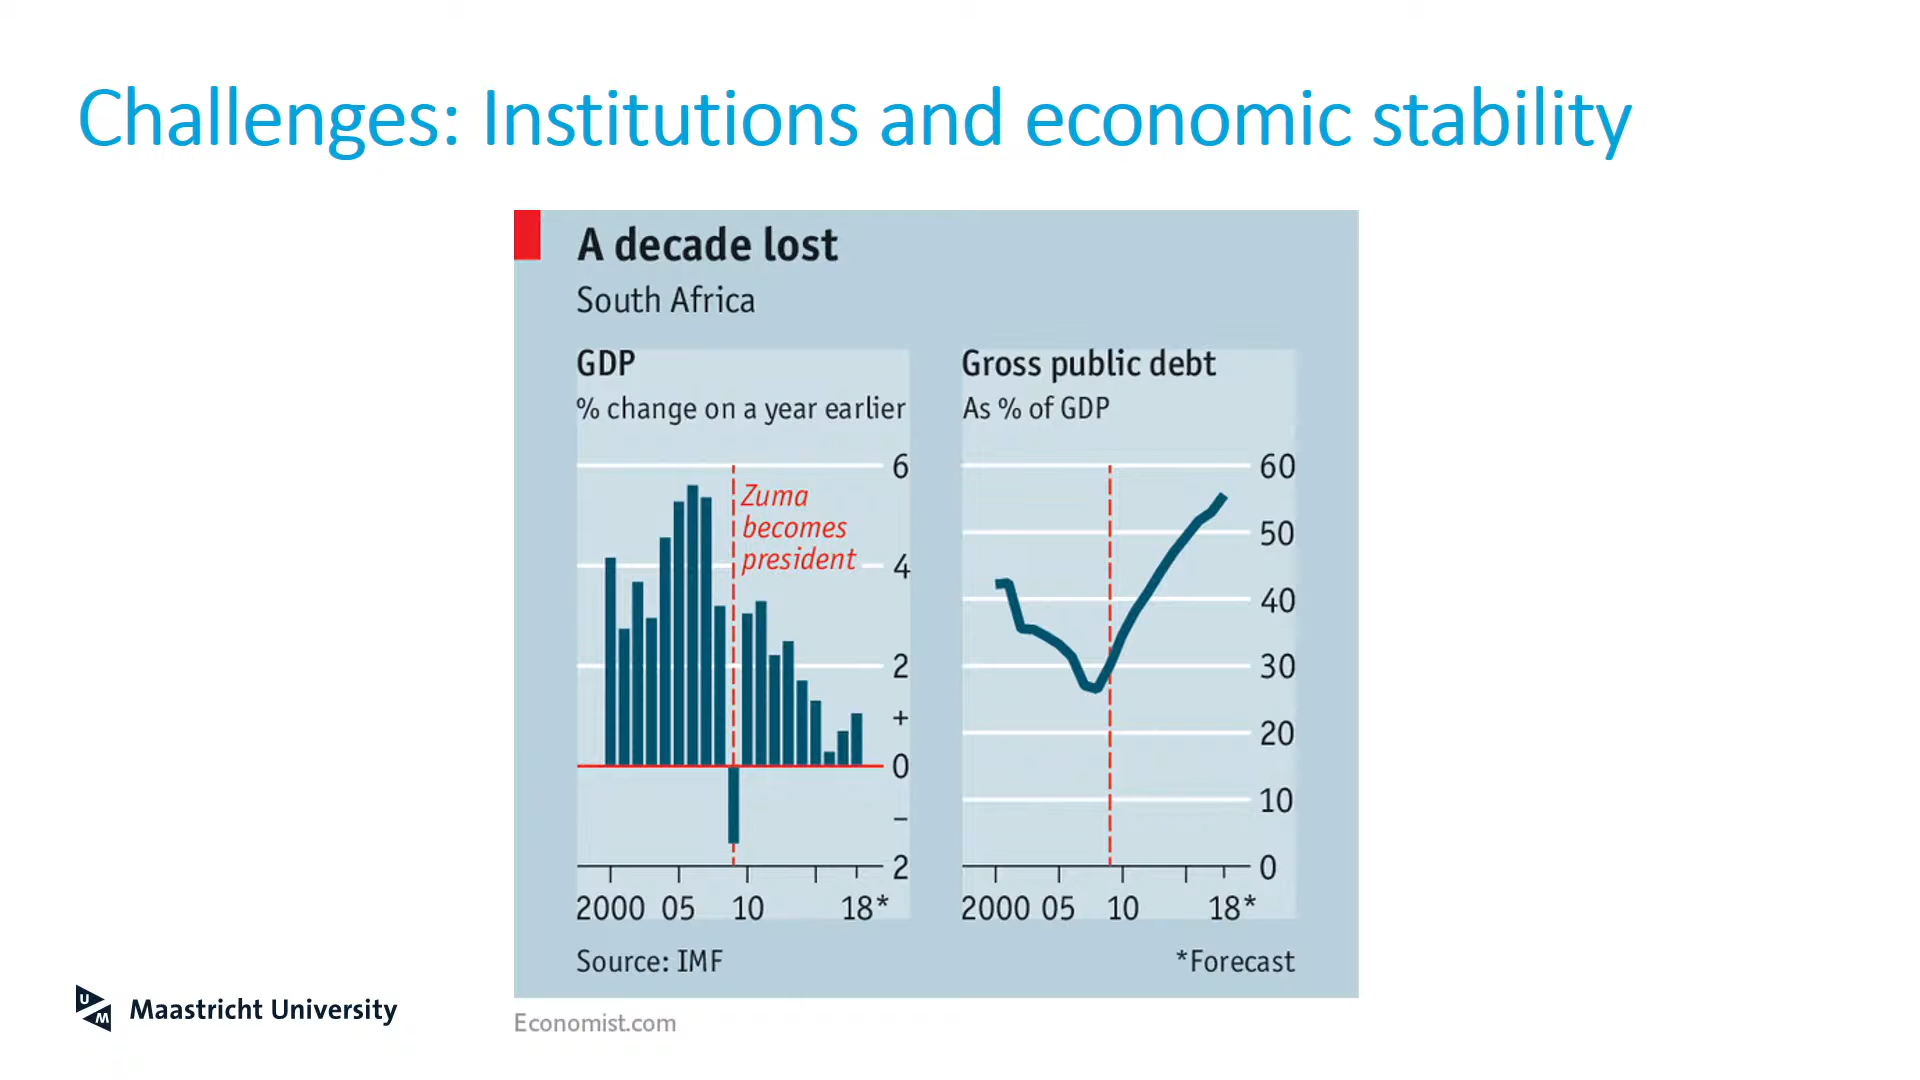 Challenges: Institutions and economic stability
A decade lost
South Africa
GDP
% change on a year earlier
6
Zuma
becomes
president
4
2
+
0
–
2
2000 05 10 18*
Gross public debt
As % of GDP
60
50
40
30
20
10
0
2000 05 10 18*
Source: IMF
*Forecast
Economist.com
UM
Maastricht University